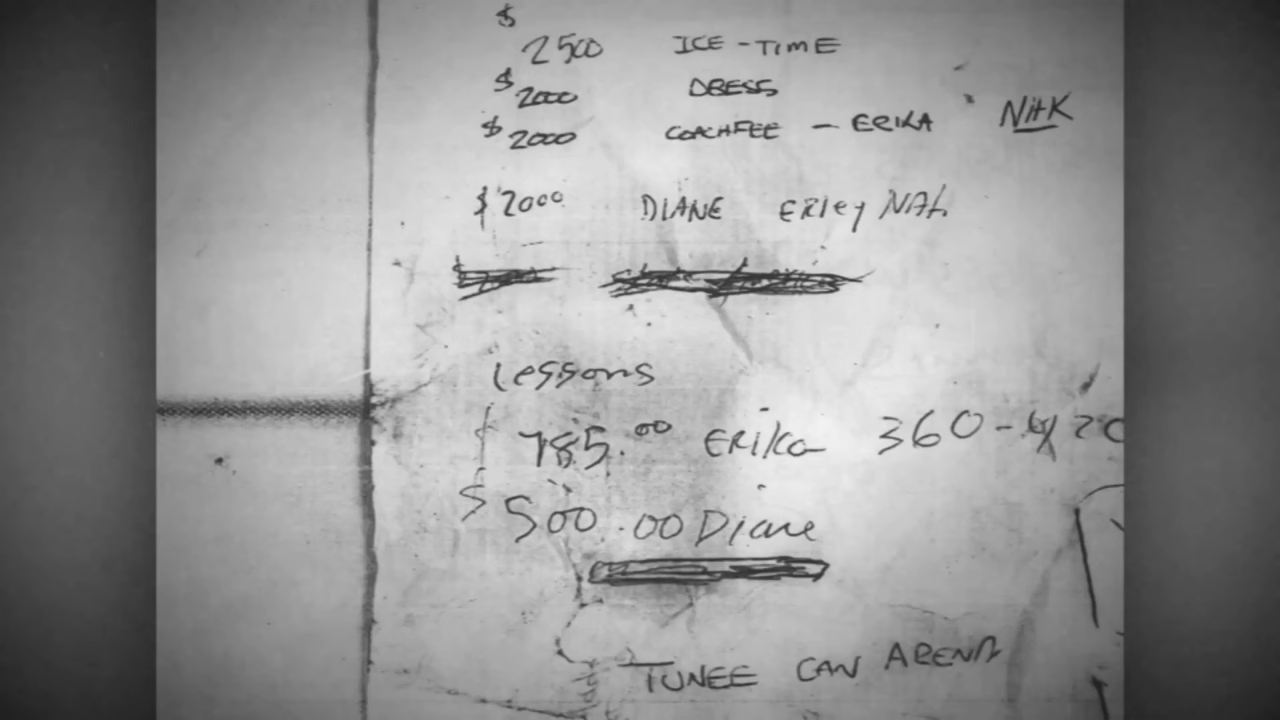 $ 2500 ICE-TIME
$ 2000 DRESS
$ 2000 COACHFEE - ERIKA NHK
$2000 DIANE ERIEY NAL
Lessons
$ 785.00 Erika 360-
$ 500.00 Diane
TUNEE CAN ARENA